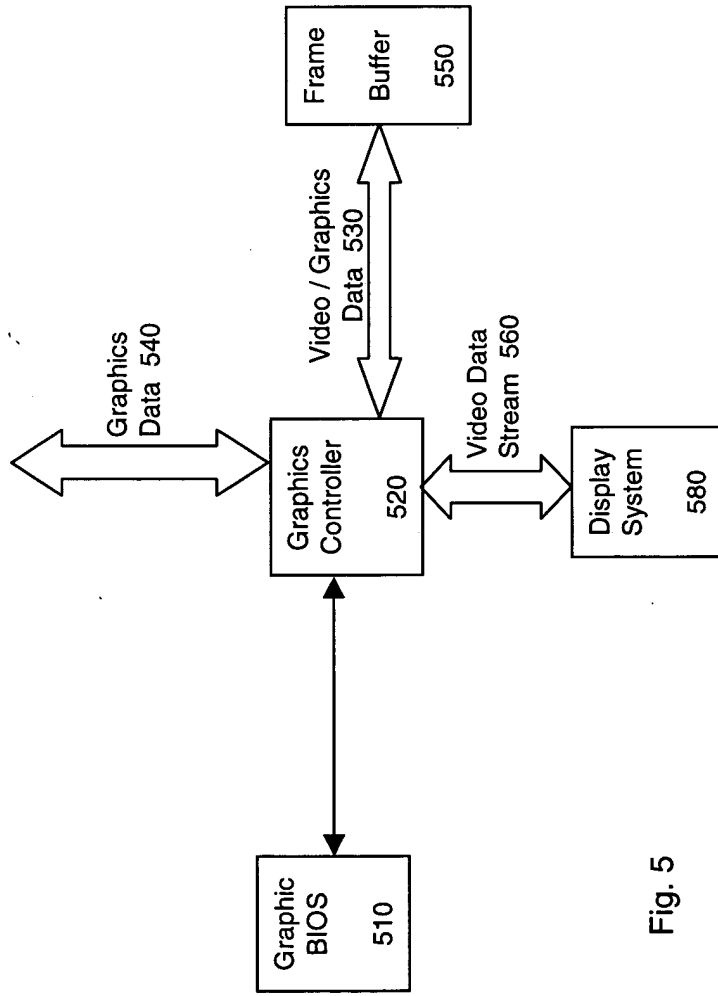 Graphics
Data 540
Graphic
BIOS
510
Graphics
Controller
520
Video / Graphics
Data 530
Frame
Buffer
550
Video Data
Stream 560
Display
System
580
Fig. 5